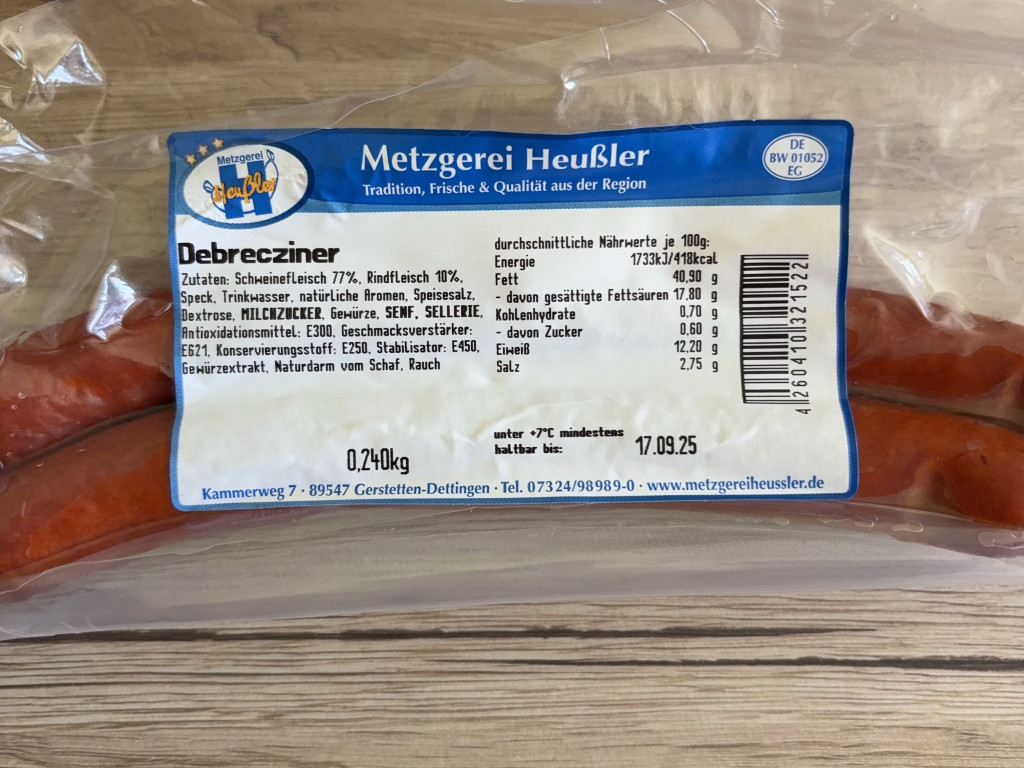 Metzgerei
Heußler
H
Metzgerei Heußler
Tradition, Frische & Qualität aus der Region
DE
BW 01052
EG
Debrecziner
Zutaten: Schweinefleisch 77%, Rindfleisch 10%,
Speck, Trinkwasser, natürliche Aromen, Speisesalz,
Dextrose, MILCHZUCKER, Gewürze, SENF, SELLERIE,
Antioxidationsmittel: E300, Geschmacksverstärker:
E621, Konservierungsstoff: E250, Stabilisator: E450,
Gewürzextrakt, Naturdarm vom Schaf, Rauch
0,240kg
durchschnittliche Nährwerte je 100g:
Energie 1733kJ/418kcal
Fett 40,90 g
- davon gesättigte Fettsäuren 17,80 g
Kohlenhydrate 0,70 g
- davon Zucker 0,60 g
Eiweiß 12,20 g
Salz 2,75 g
unter +7°C mindestens
haltbar bis: 17.09.25
4 260410 321522
Kammerweg 7 · 89547 Gerstetten-Dettingen · Tel. 07324/98989-0 · www.metzgereiheussler.de